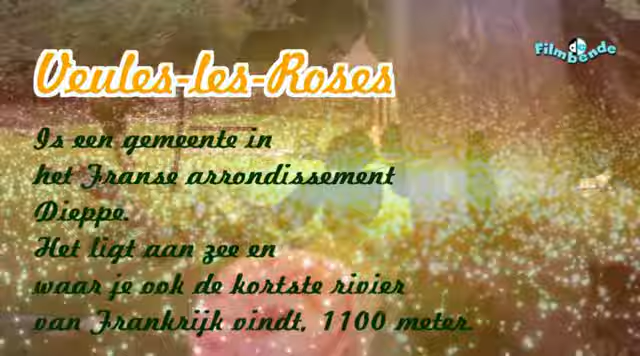 Veules-les-Roses
de
Filmbende
Is een gemeente in
het Franse arrondissement
Dieppe.
Het ligt aan zee en
waar je ook de kortste rivier
van Frankrijk vindt, 1100 meter.